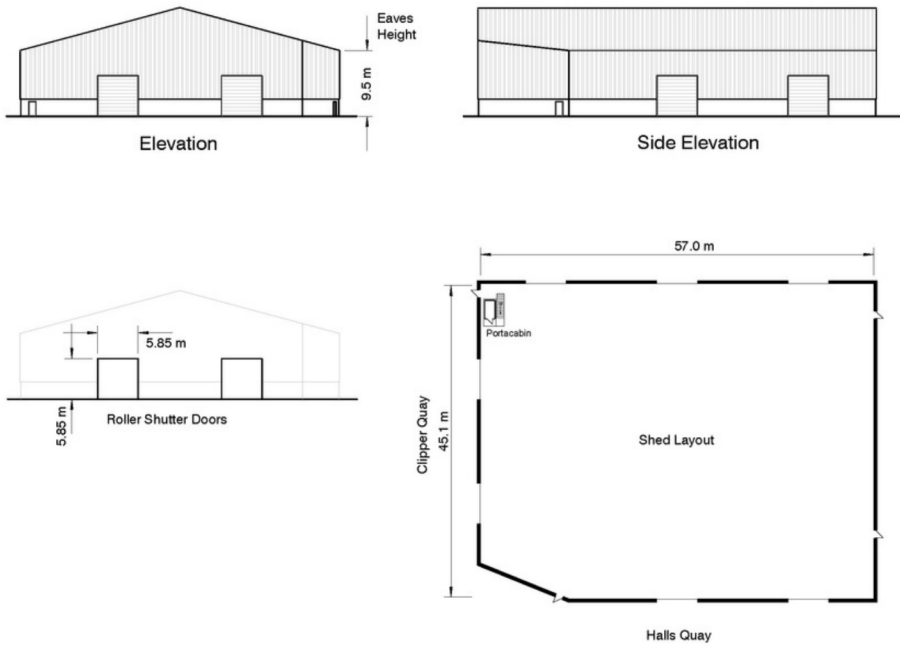 Eaves
Height
9.5 m
Elevation
Side Elevation
57.0 m
5.85 m
5.85 m
Roller Shutter Doors
Portacabin
Clipper Quay
45.1 m
Shed Layout
Halls Quay